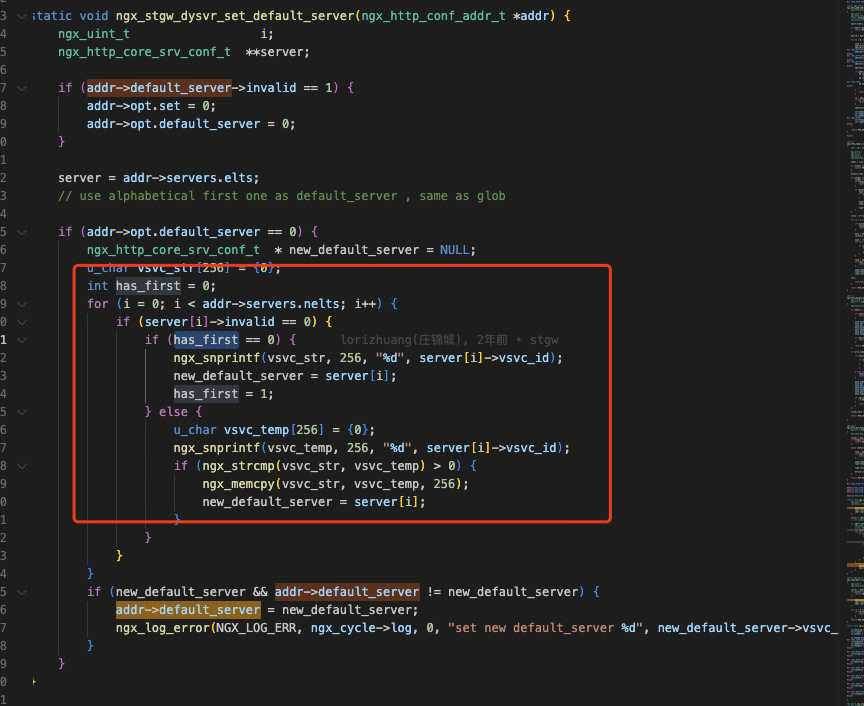 3 static void ngx_stgw_dysvr_set_default_server(ngx_http_conf_addr_t *addr) {
4 ngx_uint_t i;
5 ngx_http_core_srv_conf_t **server;
6
7 if (addr->default_server->invalid == 1) {
8 addr->opt.set = 0;
9 addr->opt.default_server = 0;
0 }
1
2 server = addr->servers.elts;
3 // use alphabetical first one as default_server , same as glob
4
5 if (addr->opt.default_server == 0) {
6 ngx_http_core_srv_conf_t * new_default_server = NULL;
7 u_char vsvc_str[256] = {0};
8 int has_first = 0;
9 for (i = 0; i < addr->servers.nelts; i++) {
0 if (server[i]->invalid == 0) {
1 if (has_first == 0) { lorizhuang(庄锦城), 2年前 • stgw
2 ngx_snprintf(vsvc_str, 256, "%d", server[i]->vsvc_id);
3 new_default_server = server[i];
4 has_first = 1;
5 } else {
6 u_char vsvc_temp[256] = {0};
7 ngx_snprintf(vsvc_temp, 256, "%d", server[i]->vsvc_id);
8 if (ngx_strcmp(vsvc_str, vsvc_temp) > 0) {
9 ngx_memcpy(vsvc_str, vsvc_temp, 256);
0 new_default_server = server[i];
1 }
2 }
3 }
4 }
5 if (new_default_server && addr->default_server != new_default_server) {
6 addr->default_server = new_default_server;
7 ngx_log_error(NGX_LOG_ERR, ngx_cycle->log, 0, "set new default_server %d", new_default_server->vsvc_
8 }
9 }
0 }
1